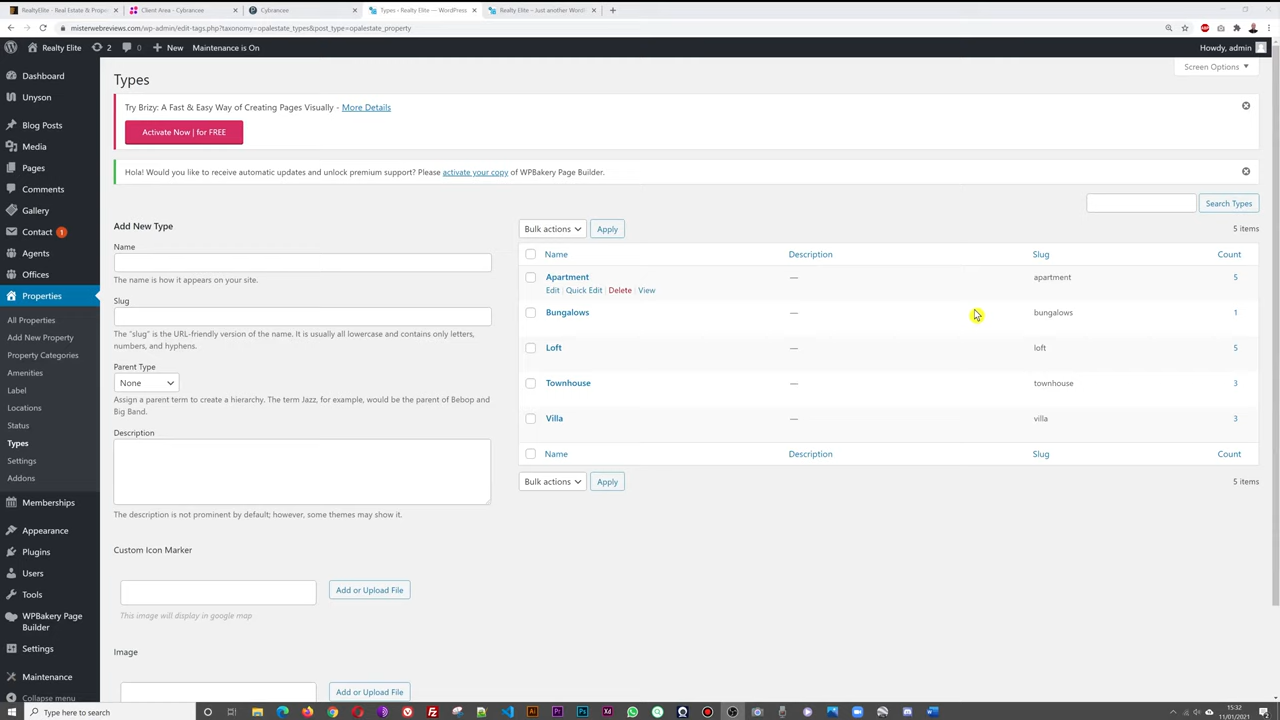 RealtyElite - Real Estate & Prope
Client Area - Cybrancee
Cybrancee
Types ‹ Realty Elite — WordPress
Realty Elite – Just another Word
misterwebreviews.com/wp-admin/edit-tags.php?taxonomy=opalestate_types&post_type=opalestate_property
Realty Elite
2
0
New
Maintenance is On
Howdy, admin
Dashboard
Unyson
Blog Posts
Media
Pages
Comments
Gallery
Contact 1
Agents
Offices
Properties
All Properties
Add New Property
Property Categories
Amenities
Label
Locations
Status
Types
Settings
Addons
Memberships
Appearance
Plugins
Users
Tools
WPBakery Page
Builder
Settings
Maintenance
Collapse menu
Screen Options
Types
Try Brizy: A Fast & Easy Way of Creating Pages Visually - More Details
Activate Now | for FREE
Hola! Would you like to receive automatic updates and unlock premium support? Please activate your copy of WPBakery Page Builder.
Search Types
Add New Type
Name
The name is how it appears on your site.
Slug
The “slug” is the URL-friendly version of the name. It is usually all lowercase and contains only letters,
numbers, and hyphens.
Parent Type
None
Assign a parent term to create a hierarchy. The term Jazz, for example, would be the parent of Bebop and
Big Band.
Description
The description is not prominent by default; however, some themes may show it.
Custom Icon Marker
Add or Upload File
This image will display in google map
Image
Add or Upload File
Bulk actions
Apply
5 items
Name Description Slug Count
Apartment — apartment 5
Edit | Quick Edit | Delete | View
Bungalows — bungalows 1
Loft — loft 5
Townhouse — townhouse 3
Villa — villa 3
Name Description Slug Count
Bulk actions
Apply
5 items
Type here to search
15:32
11/01/2021